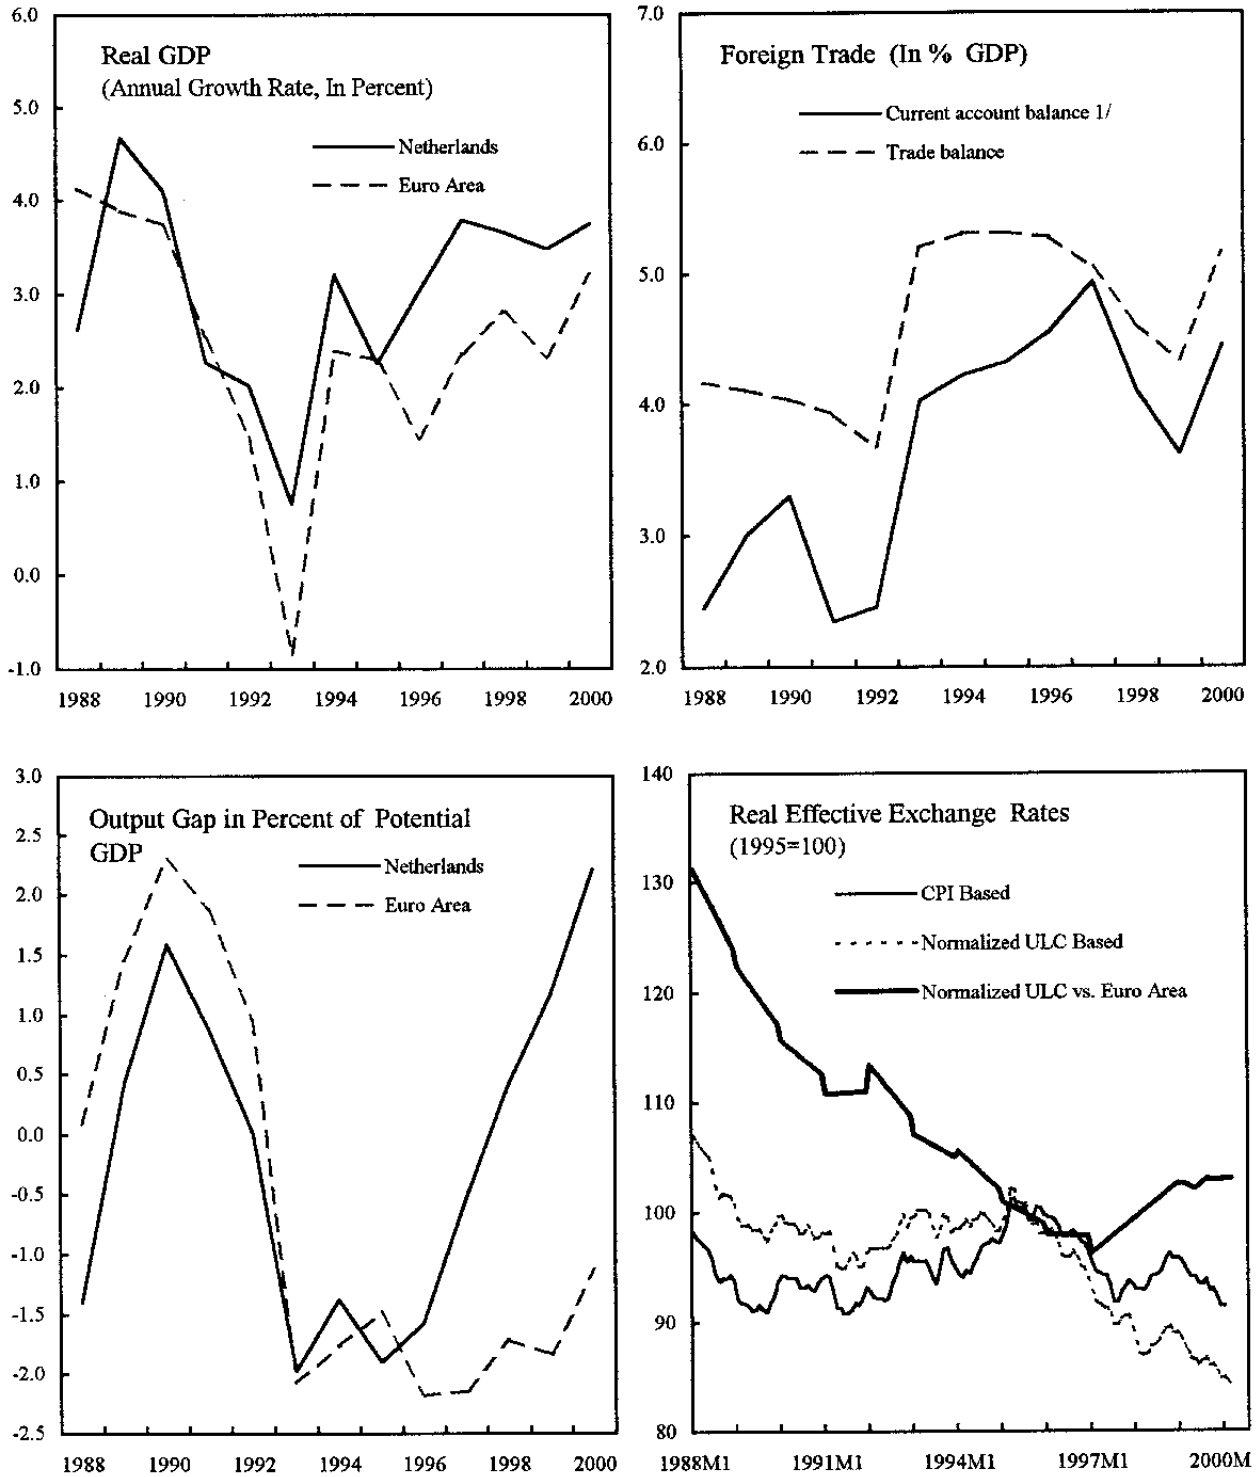 Real GDP
(Annual Growth Rate, In Percent)
Netherlands
Euro Area
6.0
5.0
4.0
3.0
2.0
1.0
0.0
-1.0
1988 1990 1992 1994 1996 1998 2000
Foreign Trade (In % GDP)
Current account balance 1/
Trade balance
7.0
6.0
5.0
4.0
3.0
2.0
1988 1990 1992 1994 1996 1998 2000
Output Gap in Percent of Potential
GDP
Netherlands
Euro Area
3.0
2.5
2.0
1.5
1.0
0.5
0.0
-0.5
-1.0
-1.5
-2.0
-2.5
1988 1990 1992 1994 1996 1998 2000
Real Effective Exchange Rates
(1995=100)
CPI Based
Normalized ULC Based
Normalized ULC vs. Euro Area
140
130
120
110
100
90
80
1988M1 1991M1 1994M1 1997M1 2000M